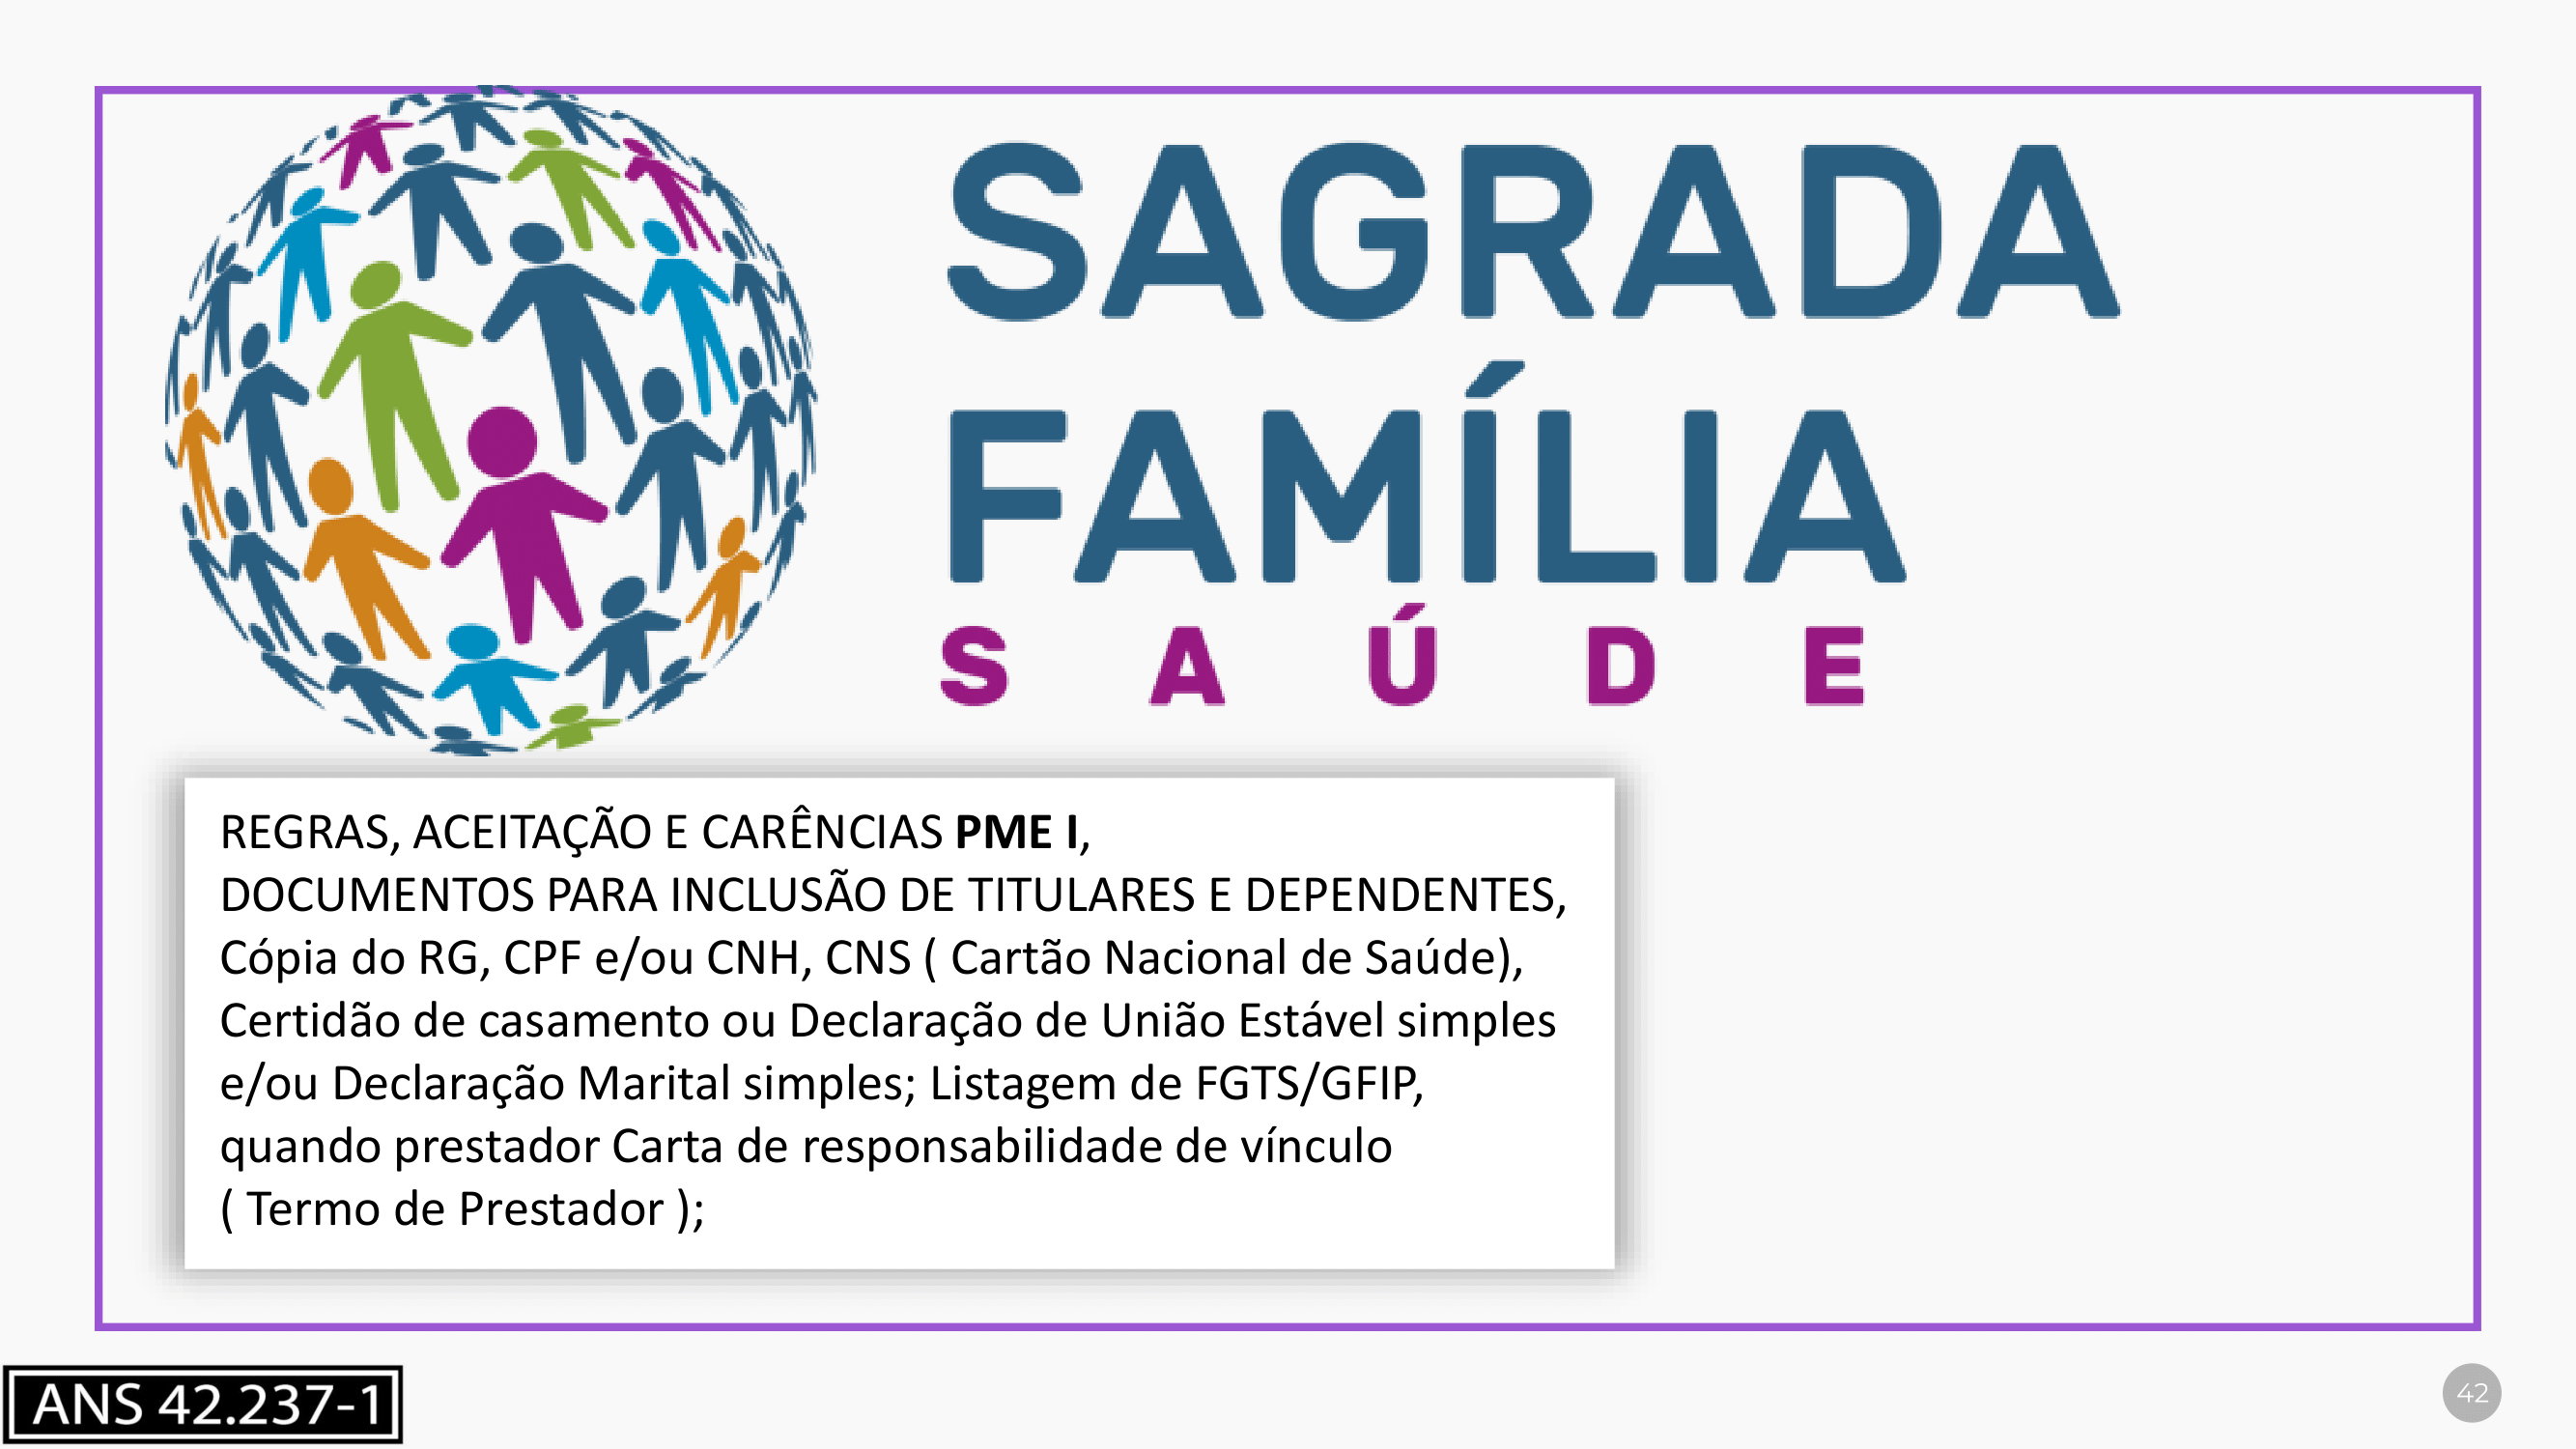 SAGRADA
FAMÍLIA
SAÚDE
REGRAS, ACEITAÇÃO E CARÊNCIAS PME I,
DOCUMENTOS PARA INCLUSÃO DE TITULARES E DEPENDENTES,
Cópia do RG, CPF e/ou CNH, CNS ( Cartão Nacional de Saúde),
Certidão de casamento ou Declaração de União Estável simples
e/ou Declaração Marital simples; Listagem de FGTS/GFIP,
quando prestador Carta de responsabilidade de vínculo
( Termo de Prestador );
ANS 42.237-1
42